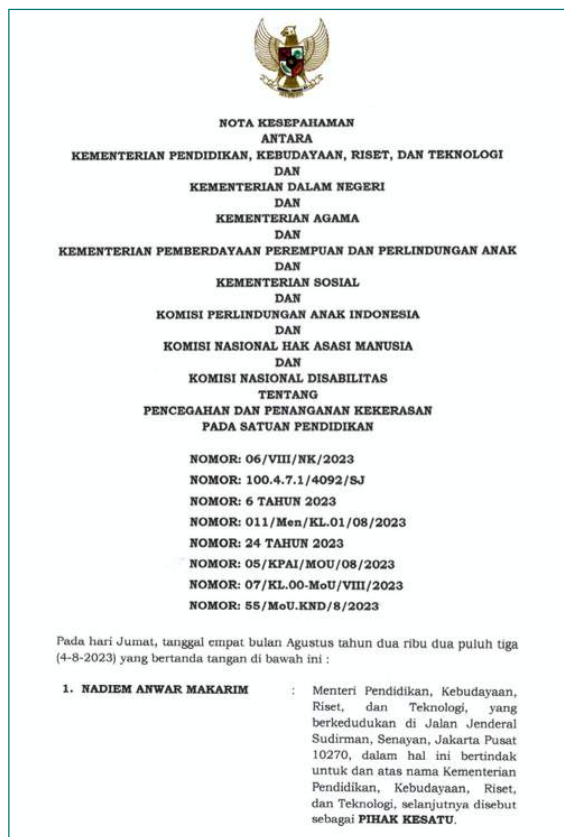 NOTA KESEPAHAMAN
ANTARA
KEMENTERIAN PENDIDIKAN, KEBUDAYAAN, RISET, DAN TEKNOLOGI
DAN
KEMENTERIAN DALAM NEGERI
DAN
KEMENTERIAN AGAMA
DAN
KEMENTERIAN PEMBERDAYAAN PEREMPUAN DAN PERLINDUNGAN ANAK
DAN
KEMENTERIAN SOSIAL
DAN
KOMISI PERLINDUNGAN ANAK INDONESIA
DAN
KOMISI NASIONAL HAK ASASI MANUSIA
DAN
KOMISI NASIONAL DISABILITAS
TENTANG
PENCEGAHAN DAN PENANGANAN KEKERASAN
PADA SATUAN PENDIDIKAN
NOMOR: 06/VIII/NK/2023
NOMOR: 100.4.7.1/4092/SJ
NOMOR: 6 TAHUN 2023
NOMOR: 011/Men/KL.01/08/2023
NOMOR: 24 TAHUN 2023
NOMOR: 05/KPAI/MOU/08/2023
NOMOR: 07/KL.00-MoU/VIII/2023
NOMOR: 55/MoU.KND/8/2023
Pada hari Jumat, tanggal empat bulan Agustus tahun dua ribu dua puluh tiga
(4-8-2023) yang bertanda tangan di bawah ini :
1. NADIEM ANWAR MAKARIM : Menteri Pendidikan, Kebudayaan,
Riset, dan Teknologi, yang
berkedudukan di Jalan Jenderal
Sudirman, Senayan, Jakarta Pusat
10270, dalam hal ini bertindak
untuk dan atas nama Kementerian
Pendidikan, Kebudayaan, Riset,
dan Teknologi, selanjutnya disebut
sebagai PIHAK KESATU.